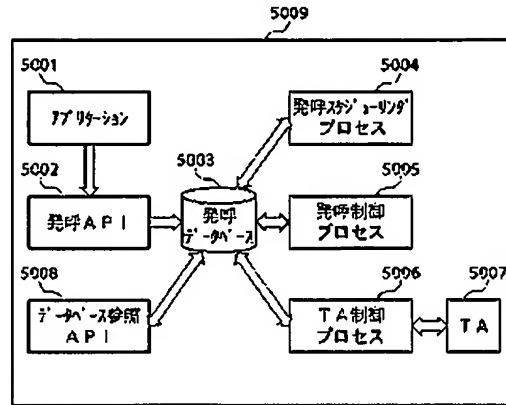 5009
5001
アプリケーション
5002
発呼API
5003
発呼
データベース
5004
発呼スケジューリング
プロセス
5005
発呼制御
プロセス
5008
データベース参照
API
5006
TA制御
プロセス
5007
TA